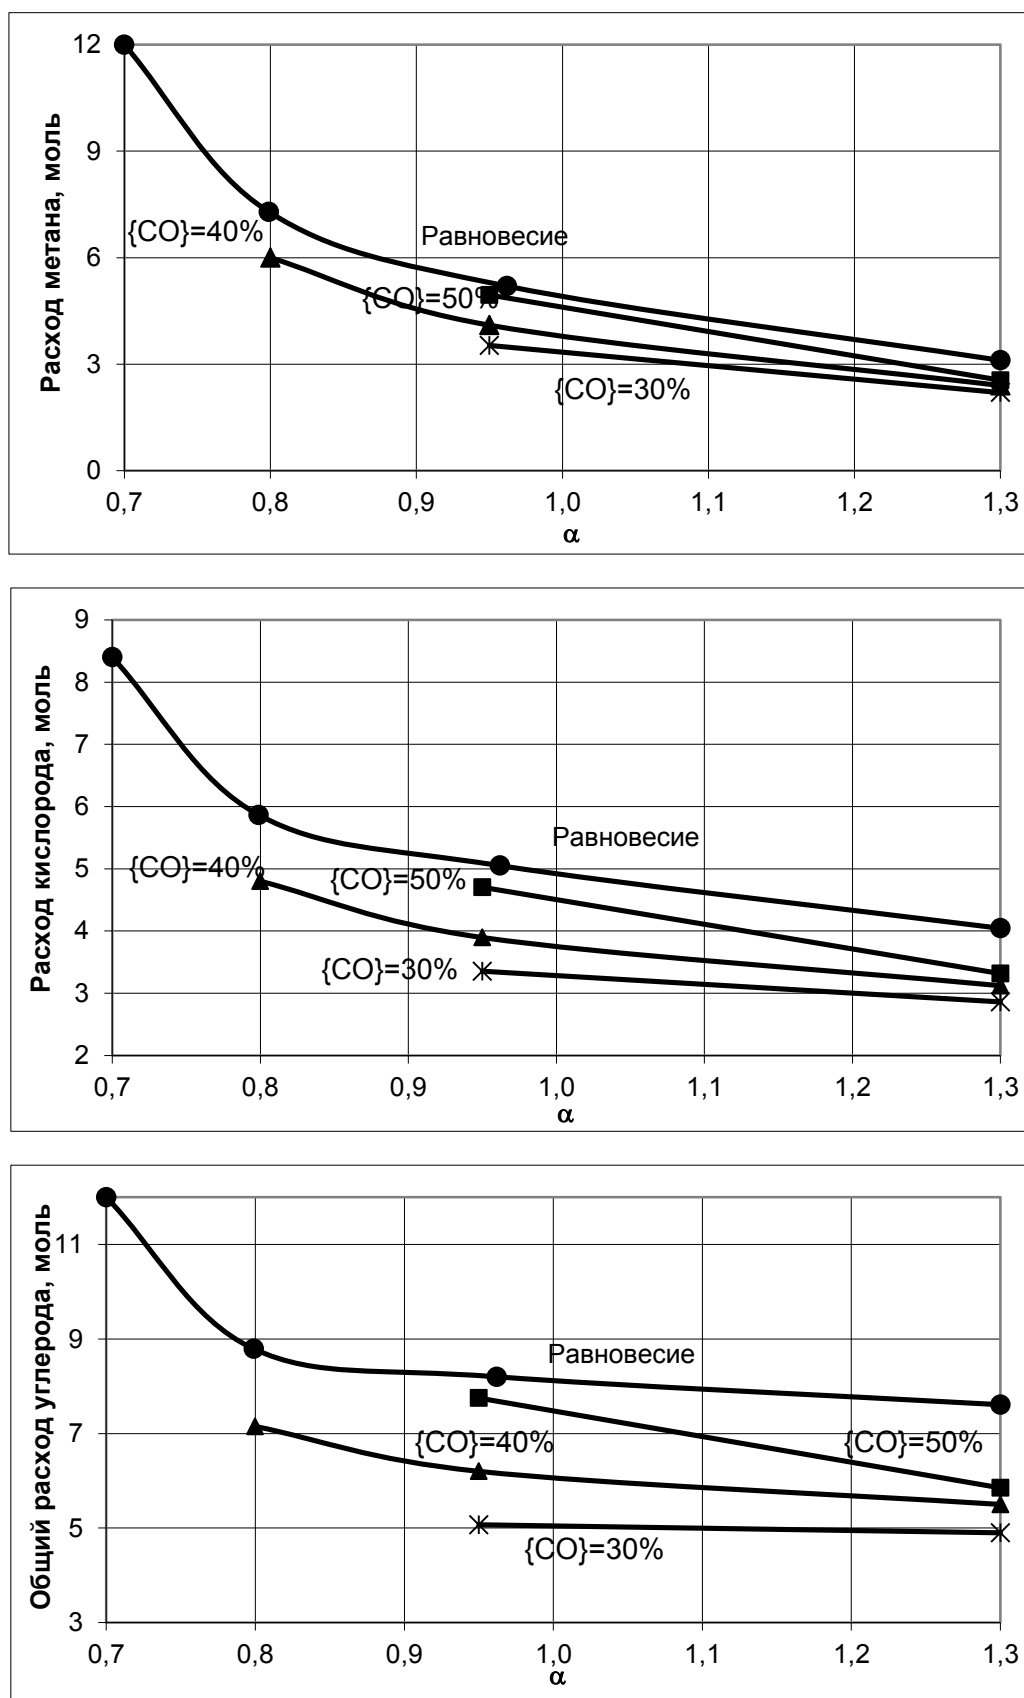 Расход метана, моль
12
9
6
3
0
{CO}=40%
Равновесие
{CO}=50%
{CO}=30%
0,7 0,8 0,9 1,0 1,1 1,2 1,3
α
Расход кислорода, моль
9
8
7
6
5
4
3
2
Равновесие
{CO}=40%
{CO}=50%
{CO}=30%
0,7 0,8 0,9 1,0 1,1 1,2 1,3
α
Общий расход углерода, моль
11
9
7
5
3
Равновесие
{CO}=40%
{CO}=50%
{CO}=30%
0,7 0,8 0,9 1,0 1,1 1,2 1,3
α